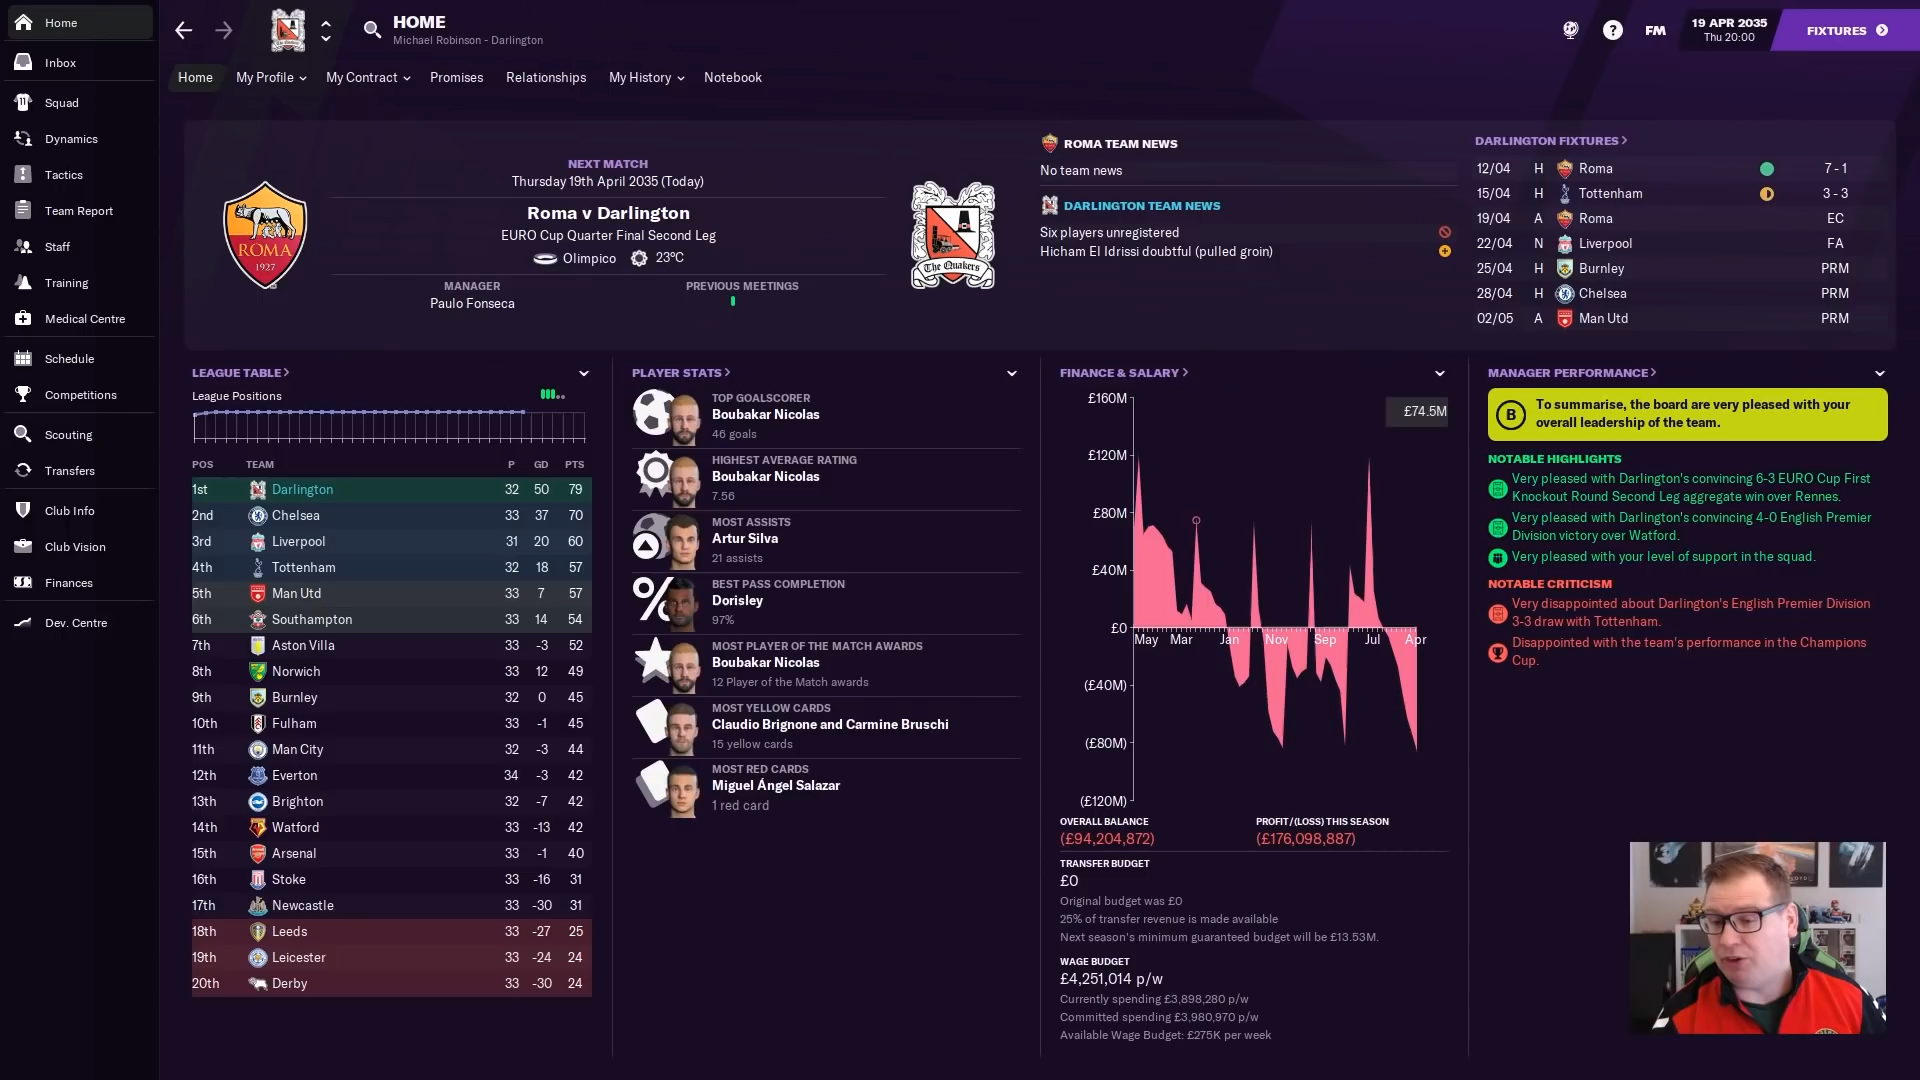 Home
Inbox
Squad
Dynamics
Tactics
Team Report
Staff
Training
Medical Centre
Schedule
Competitions
Scouting
Transfers
Club Info
Club Vision
Finances
Dev. Centre
HOME
Michael Robinson - Darlington
FM
19 APR 2035
Thu 20:00
FIXTURES
Home My Profile My Contract Promises Relationships My History Notebook
ROMA
1927
NEXT MATCH
Thursday 19th April 2035 (Today)
Roma v Darlington
EURO Cup Quarter Final Second Leg
Olimpico 23°C
MANAGER
Paulo Fonseca
PREVIOUS MEETINGS
The Quakers
ROMA TEAM NEWS
No team news
DARLINGTON TEAM NEWS
Six players unregistered
Hicham El Idrissi doubtful (pulled groin)
DARLINGTON FIXTURES
12/04 H Roma 7 - 1
15/04 H Tottenham 3 - 3
19/04 A Roma EC
22/04 N Liverpool FA
25/04 H Burnley PRM
28/04 H Chelsea PRM
02/05 A Man Utd PRM
LEAGUE TABLE
League Positions
POS TEAM P GD PTS
1st Darlington 32 50 79
2nd Chelsea 33 37 70
3rd Liverpool 31 20 60
4th Tottenham 32 18 57
5th Man Utd 33 7 57
6th Southampton 33 14 54
7th Aston Villa 33 -3 52
8th Norwich 33 12 49
9th Burnley 32 0 45
10th Fulham 33 -1 45
11th Man City 32 -3 44
12th Everton 34 -3 42
13th Brighton 32 -7 42
14th Watford 33 -13 42
15th Arsenal 33 -1 40
16th Stoke 33 -16 31
17th Newcastle 33 -30 31
18th Leeds 33 -27 25
19th Leicester 33 -24 24
20th Derby 33 -30 24
PLAYER STATS
TOP GOALSCORER
Boubakar Nicolas
46 goals
HIGHEST AVERAGE RATING
Boubakar Nicolas
7.56
MOST ASSISTS
Artur Silva
21 assists
BEST PASS COMPLETION
Dorisley
97%
MOST PLAYER OF THE MATCH AWARDS
Boubakar Nicolas
12 Player of the Match awards
MOST YELLOW CARDS
Claudio Brignone and Carmine Bruschi
15 yellow cards
MOST RED CARDS
Miguel Ángel Salazar
1 red card
FINANCE & SALARY
£160M
£74.5M
£120M
£80M
£40M
£0
May Mar Jan Nov Sep Jul Apr
(£40M)
(£80M)
(£120M)
OVERALL BALANCE
(£94,204,872)
PROFIT/(LOSS) THIS SEASON
(£176,098,887)
TRANSFER BUDGET
£0
Original budget was £0
25% of transfer revenue is made available
Next season's minimum guaranteed budget will be £13.53M.
WAGE BUDGET
£4,251,014 p/w
Currently spending £3,898,280 p/w
Committed spending £3,980,970 p/w
Available Wage Budget: £275K per week
MANAGER PERFORMANCE
B
To summarise, the board are very pleased with your
overall leadership of the team.
NOTABLE HIGHLIGHTS
Very pleased with Darlington's convincing 6-3 EURO Cup First
Knockout Round Second Leg aggregate win over Rennes.
Very pleased with Darlington's convincing 4-0 English Premier
Division victory over Watford.
Very pleased with your level of support in the squad.
NOTABLE CRITICISM
Very disappointed about Darlington's English Premier Division
3-3 draw with Tottenham.
Disappointed with the team's performance in the Champions
Cup.